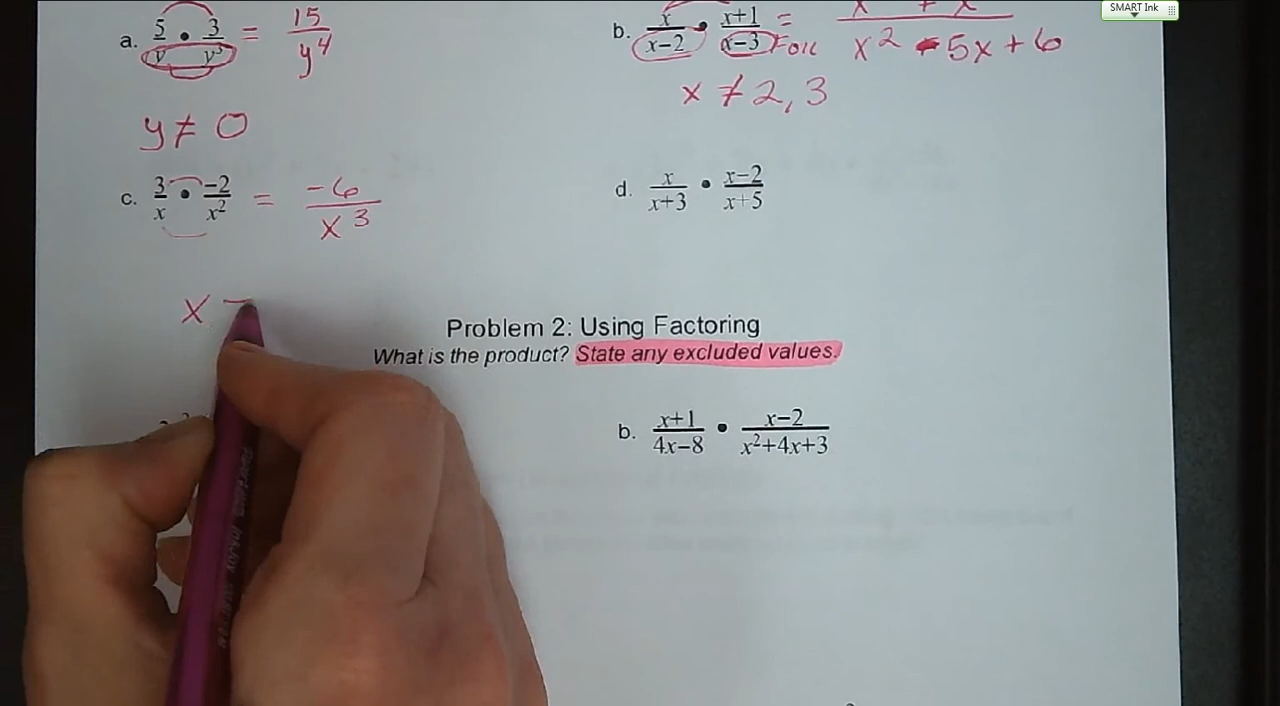 SMART Ink
a. 5/y • 3/y³ = 15/y⁴
y ≠ 0
b. x/x−2 • x+1/x−3 = FOIL x² - 5x + 6
x ≠ 2, 3
c. 3/x • −2/x² = -6/x³
x
d. x/x+3 • x−2/x+5
Problem 2: Using Factoring
What is the product? State any excluded values.
b. x+1/4x−8 • x−2/x²+4x+3